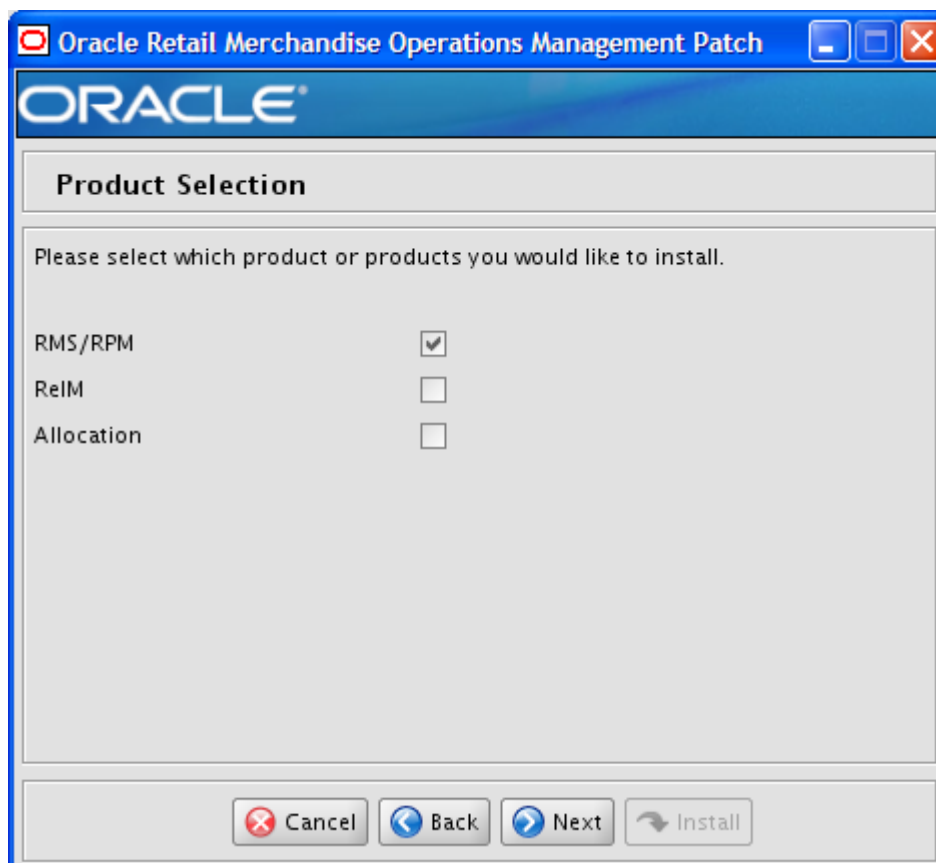 Oracle Retail Merchandise Operations Management Patch
ORACLE®
Product Selection
Please select which product or products you would like to install.
RMS/RPM
ReIM
Allocation
Cancel Back Next Install